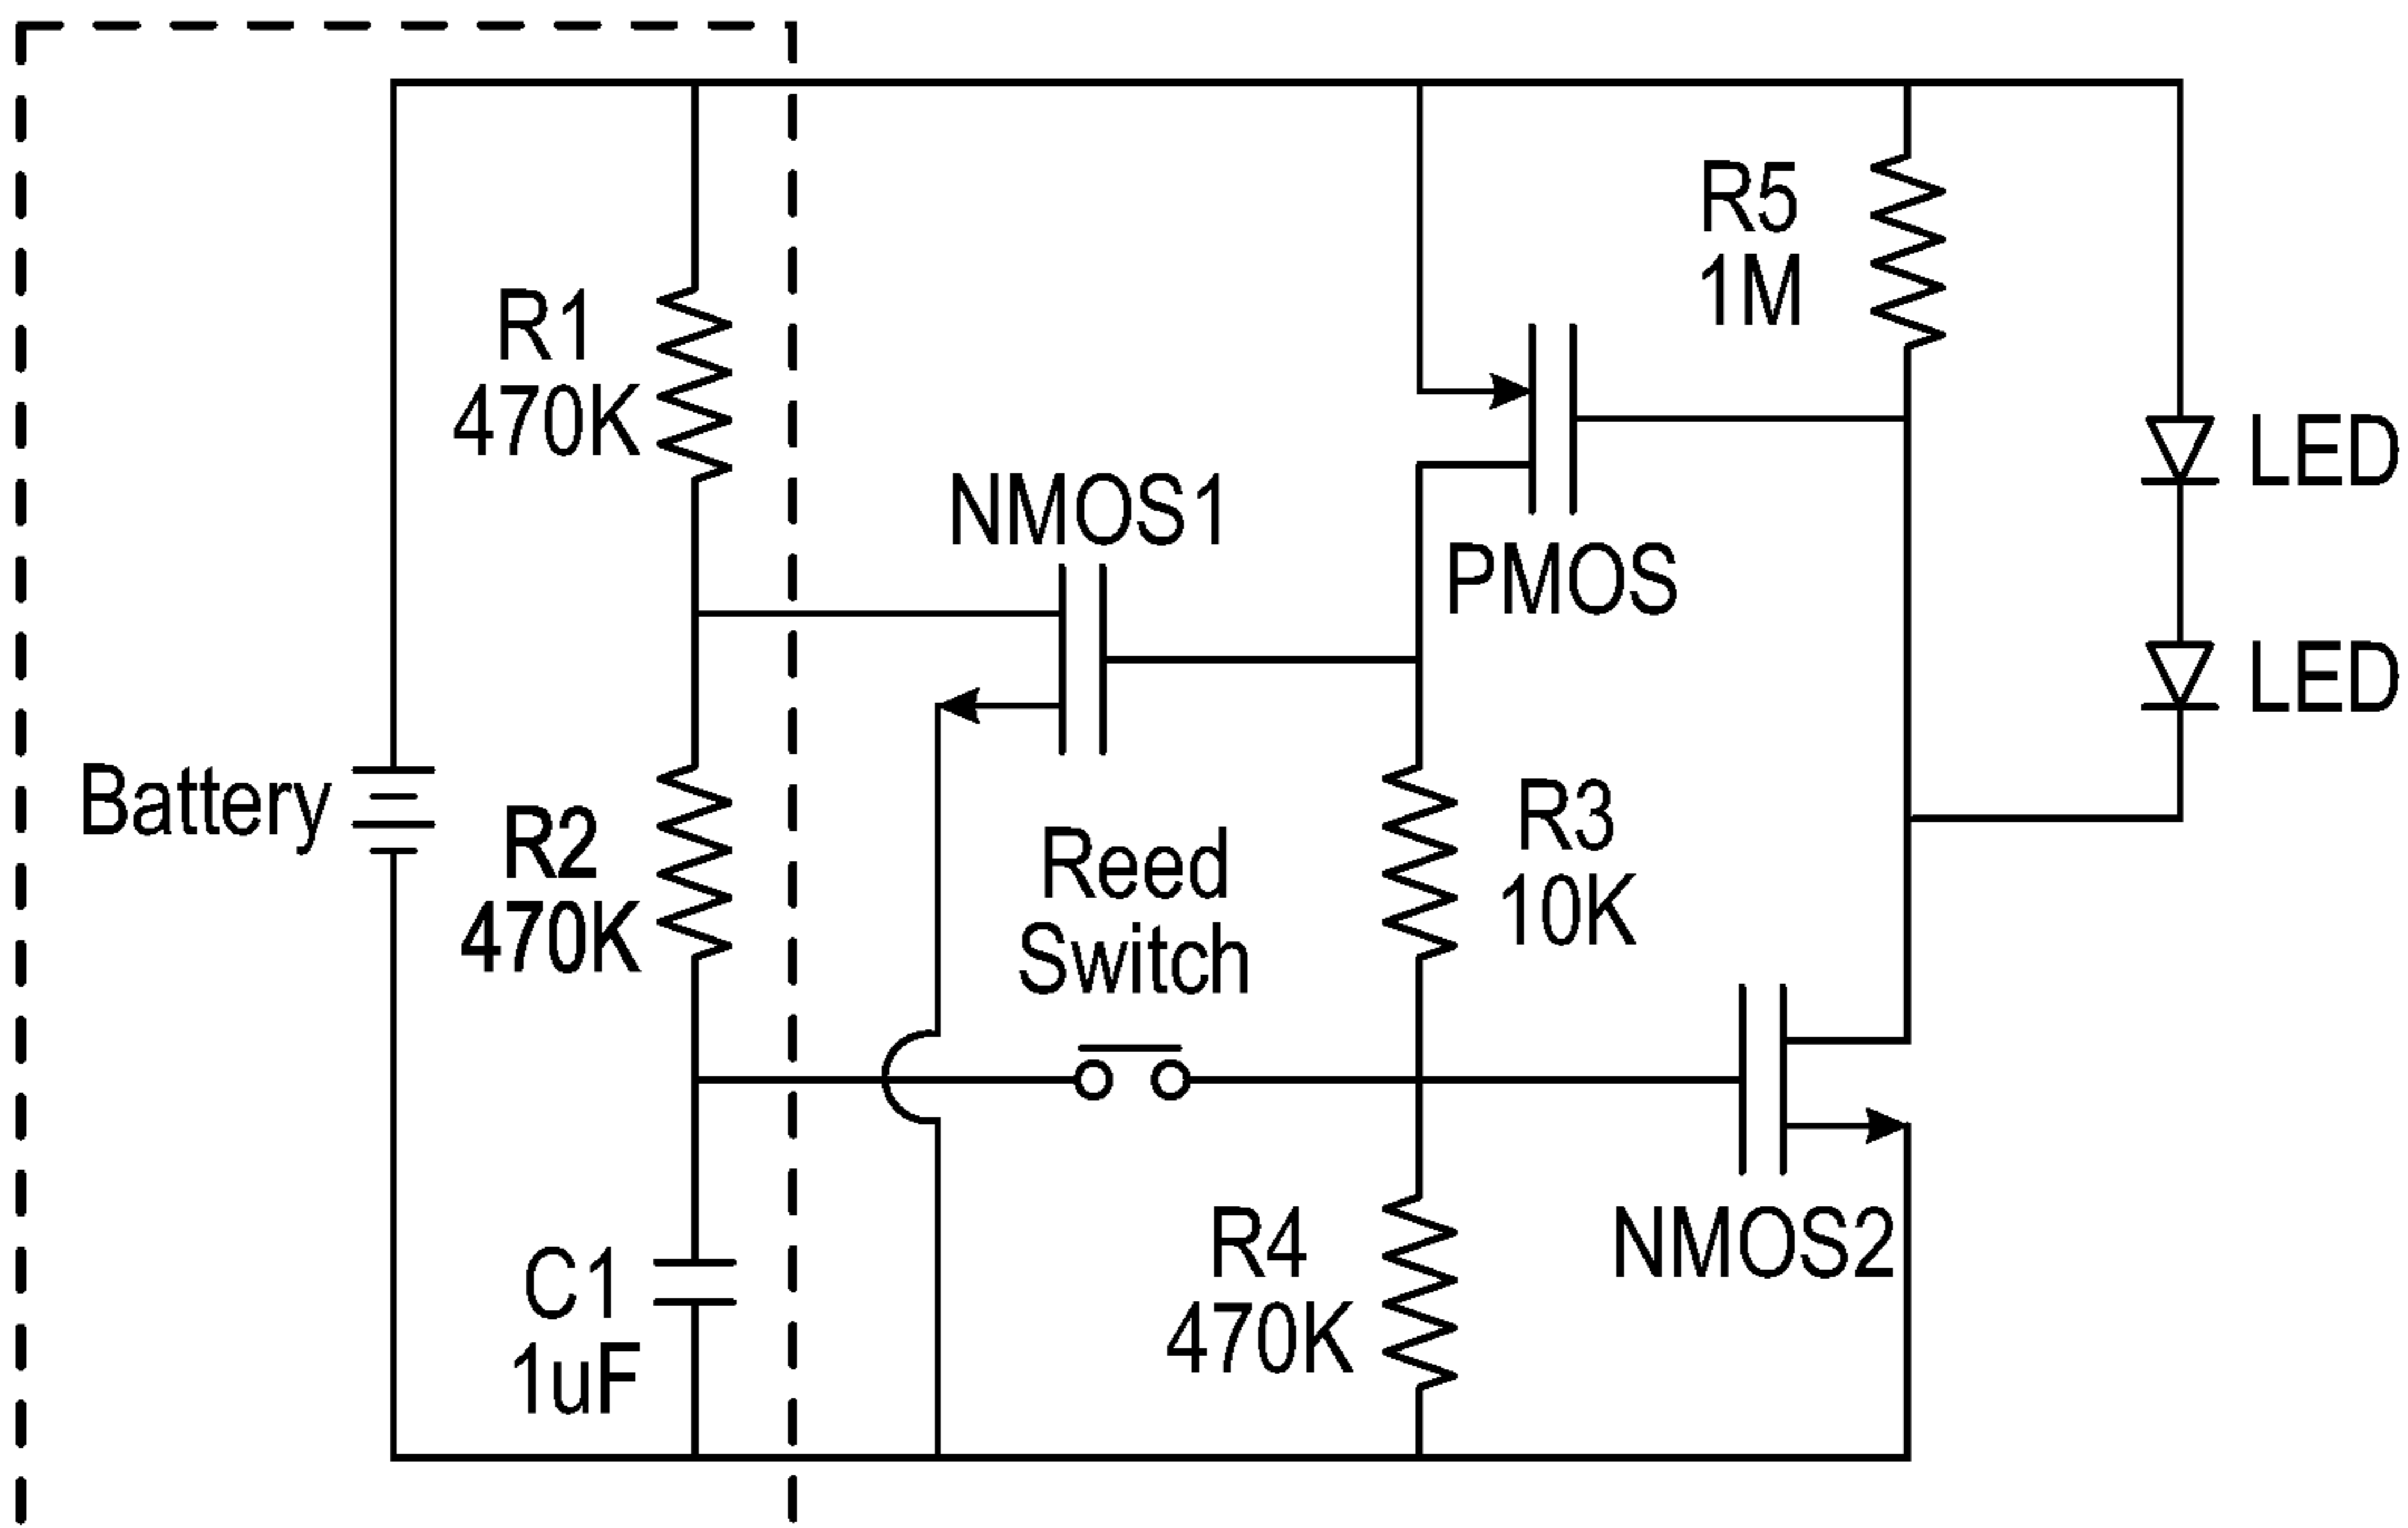 R5
1M
R1
470K
LED
NMOS1
PMOS
LED
Battery
R2
470K
Reed
Switch
R3
10K
C1
1uF
R4
470K
NMOS2